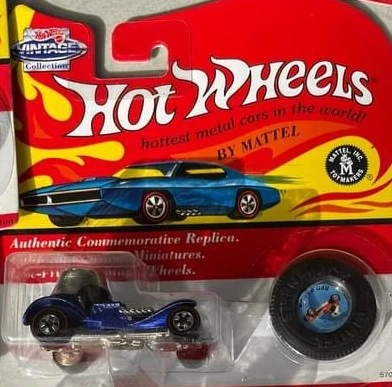 Hot Wheels
VINTAGE
Collection
Hot Wheels
hottest metal cars in the world!
BY MATTEL
MATTEL, INC.
M
TOYMAKERS
Authentic Commemorative Replica.
Miniatures.
Wheels.
570